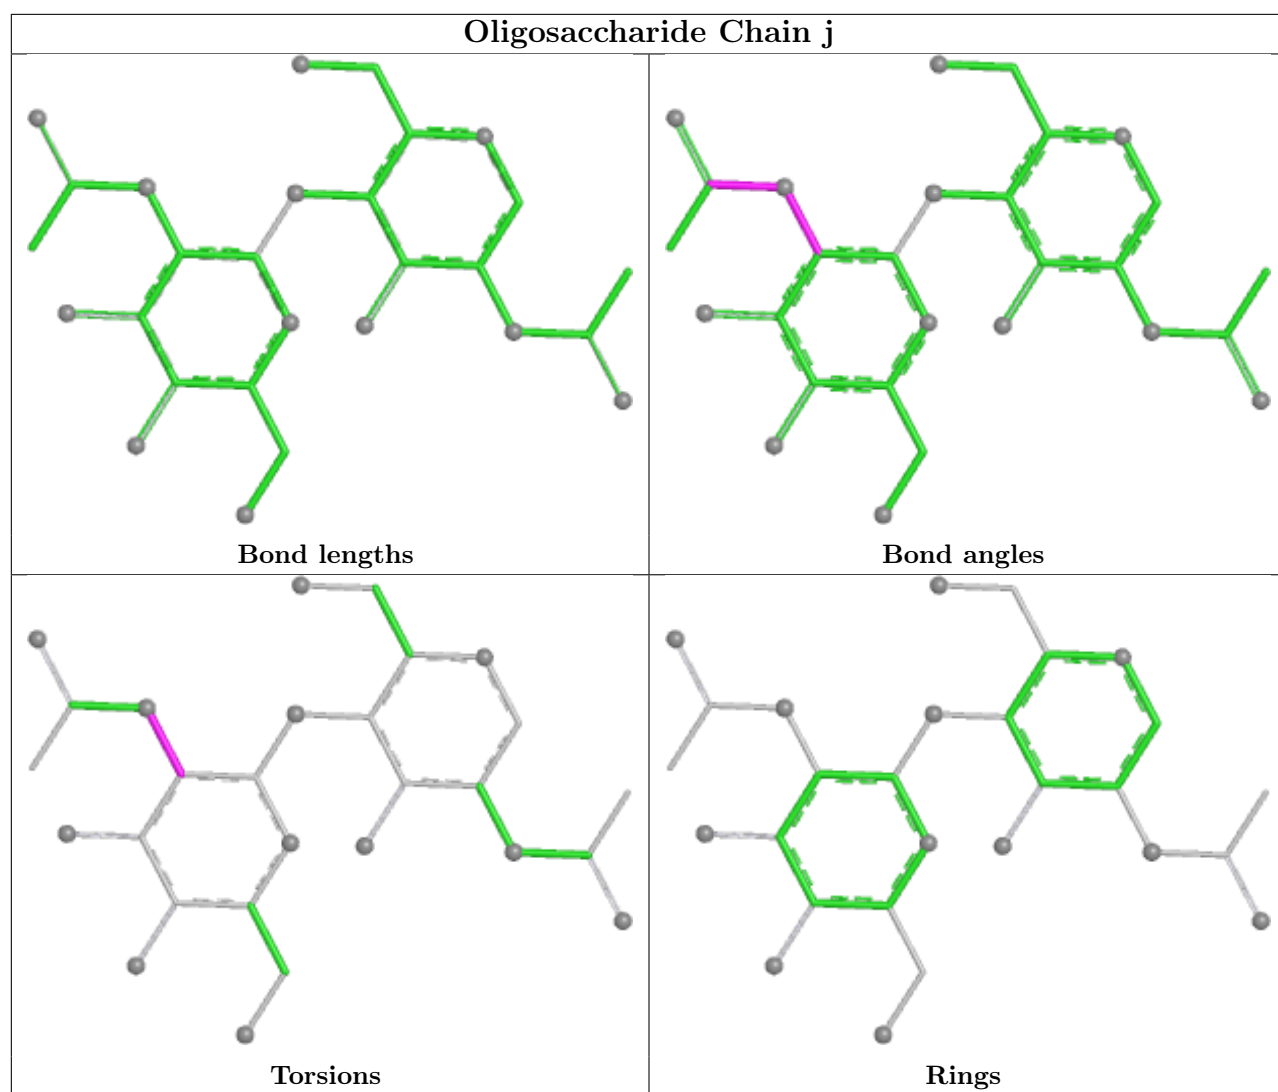 Oligosaccharide Chain j
Bond lengths
Bond angles
Torsions
Rings